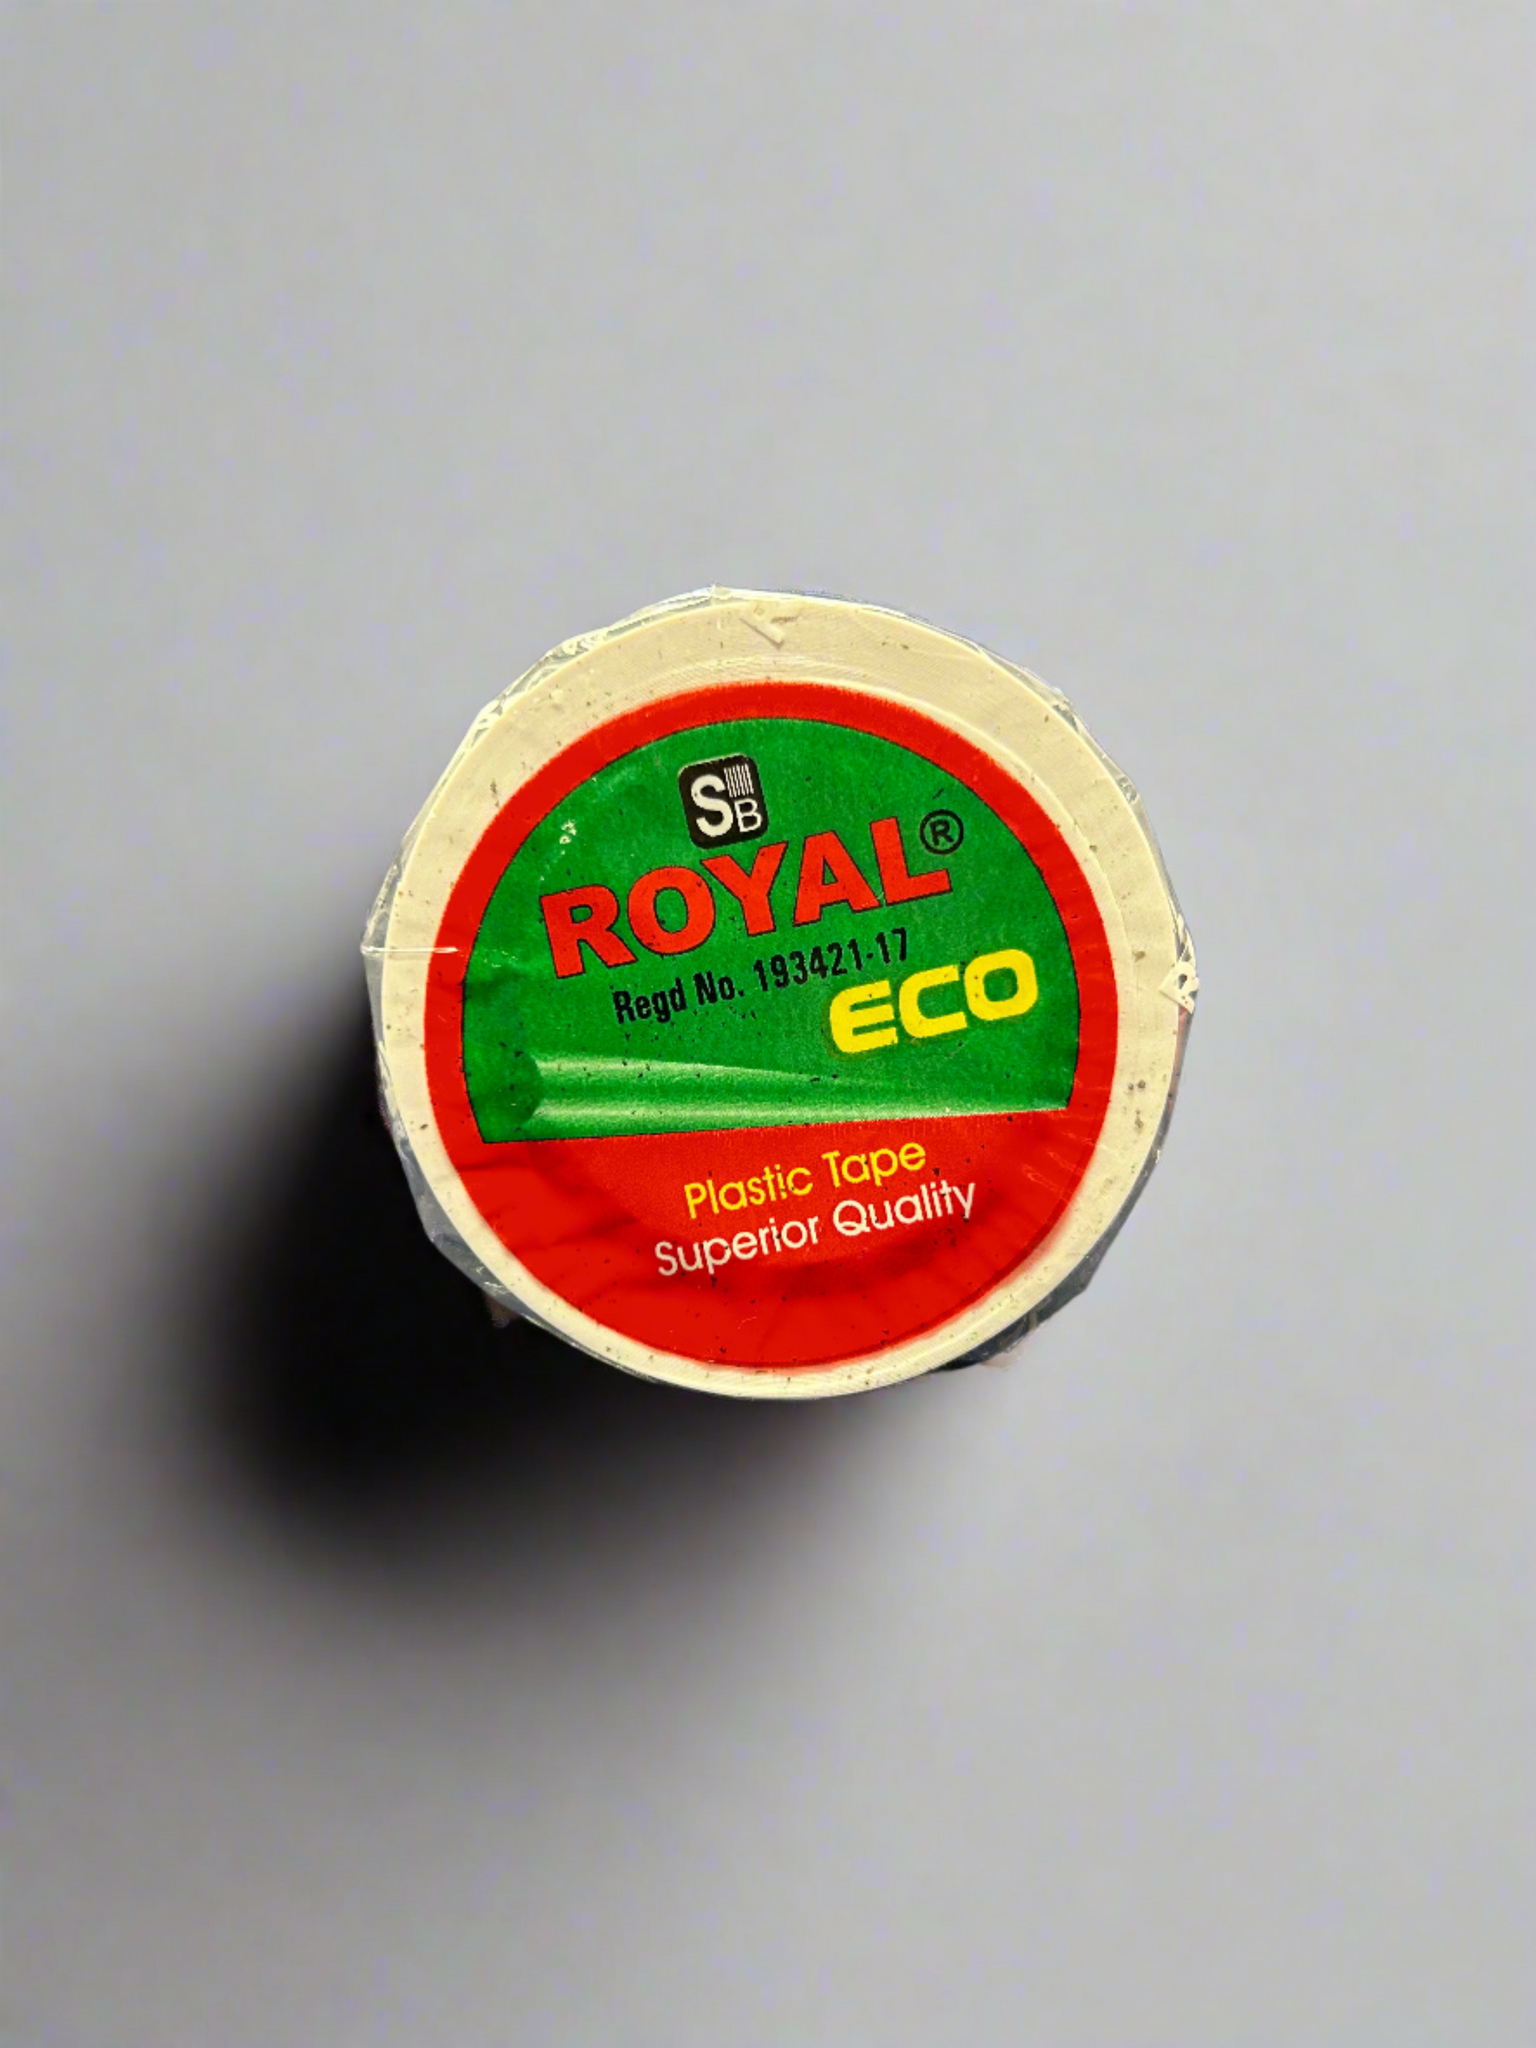 SB
ROYAL®
Regd No. 193421-17
ECO
Plastic Tape
Superior Quality